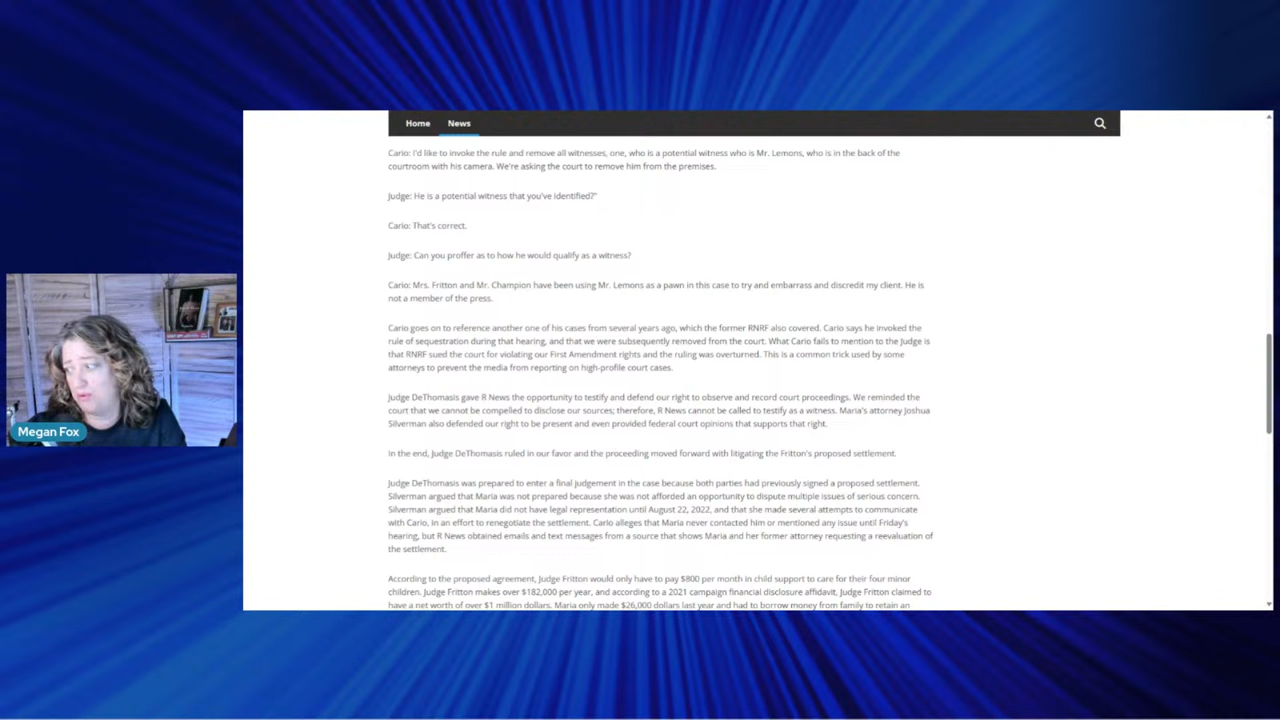 Home News
Cario: I'd like to invoke the rule and remove all witnesses, one, who is a potential witness who is Mr. Lemons, who is in the back of the
courtroom with his camera. We're asking the court to remove him from the premises.
Judge: He is a potential witness that you've identified?"
Cario: That's correct.
Judge: Can you proffer as to how he would qualify as a witness?
Cario: Mrs. Fritton and Mr. Champion have been using Mr. Lemons as a pawn in this case to try and embarrass and discredit my client. He is
not a member of the press.
Cario goes on to reference another one of his cases from several years ago, which the former RNRF also covered. Cario says he invoked the
rule of sequestration during that hearing, and that we were subsequently removed from the court. What Cario fails to mention to the Judge is
that RNRF sued the court for violating our First Amendment rights and the ruling was overturned. This is a common trick used by some
attorneys to prevent the media from reporting on high-profile court cases.
Judge DeThomasis gave R News the opportunity to testify and defend our right to observe and record court proceedings. We reminded the
court that we cannot be compelled to disclose our sources; therefore, R News cannot be called to testify as a witness. Maria's attorney Joshua
Silverman also defended our right to be present and even provided federal court opinions that supports that right.
In the end, Judge DeThomasis ruled in our favor and the proceeding moved forward with litigating the Fritton's proposed settlement.
Judge DeThomasis was prepared to enter a final judgement in the case because both parties had previously signed a proposed settlement.
Silverman argued that Maria was not prepared because she was not afforded an opportunity to dispute multiple issues of serious concern.
Silverman argued that Maria did not have legal representation until August 22, 2022, and that she made several attempts to communicate
with Cario, in an effort to renegotiate the settlement. Cario alleges that Maria never contacted him or mentioned any issue until Friday's
hearing, but R News obtained emails and text messages from a source that shows Maria and her former attorney requesting a reevaluation of
the settlement.
According to the proposed agreement, Judge Fritton would only have to pay $800 per month in child support to care for their four minor
children. Judge Fritton makes over $182,000 per year, and according to a 2021 campaign financial disclosure affidavit, Judge Fritton claimed to
have a net worth of over $1 million dollars. Maria only made $26,000 dollars last year and had to borrow money from family to retain an
Megan Fox